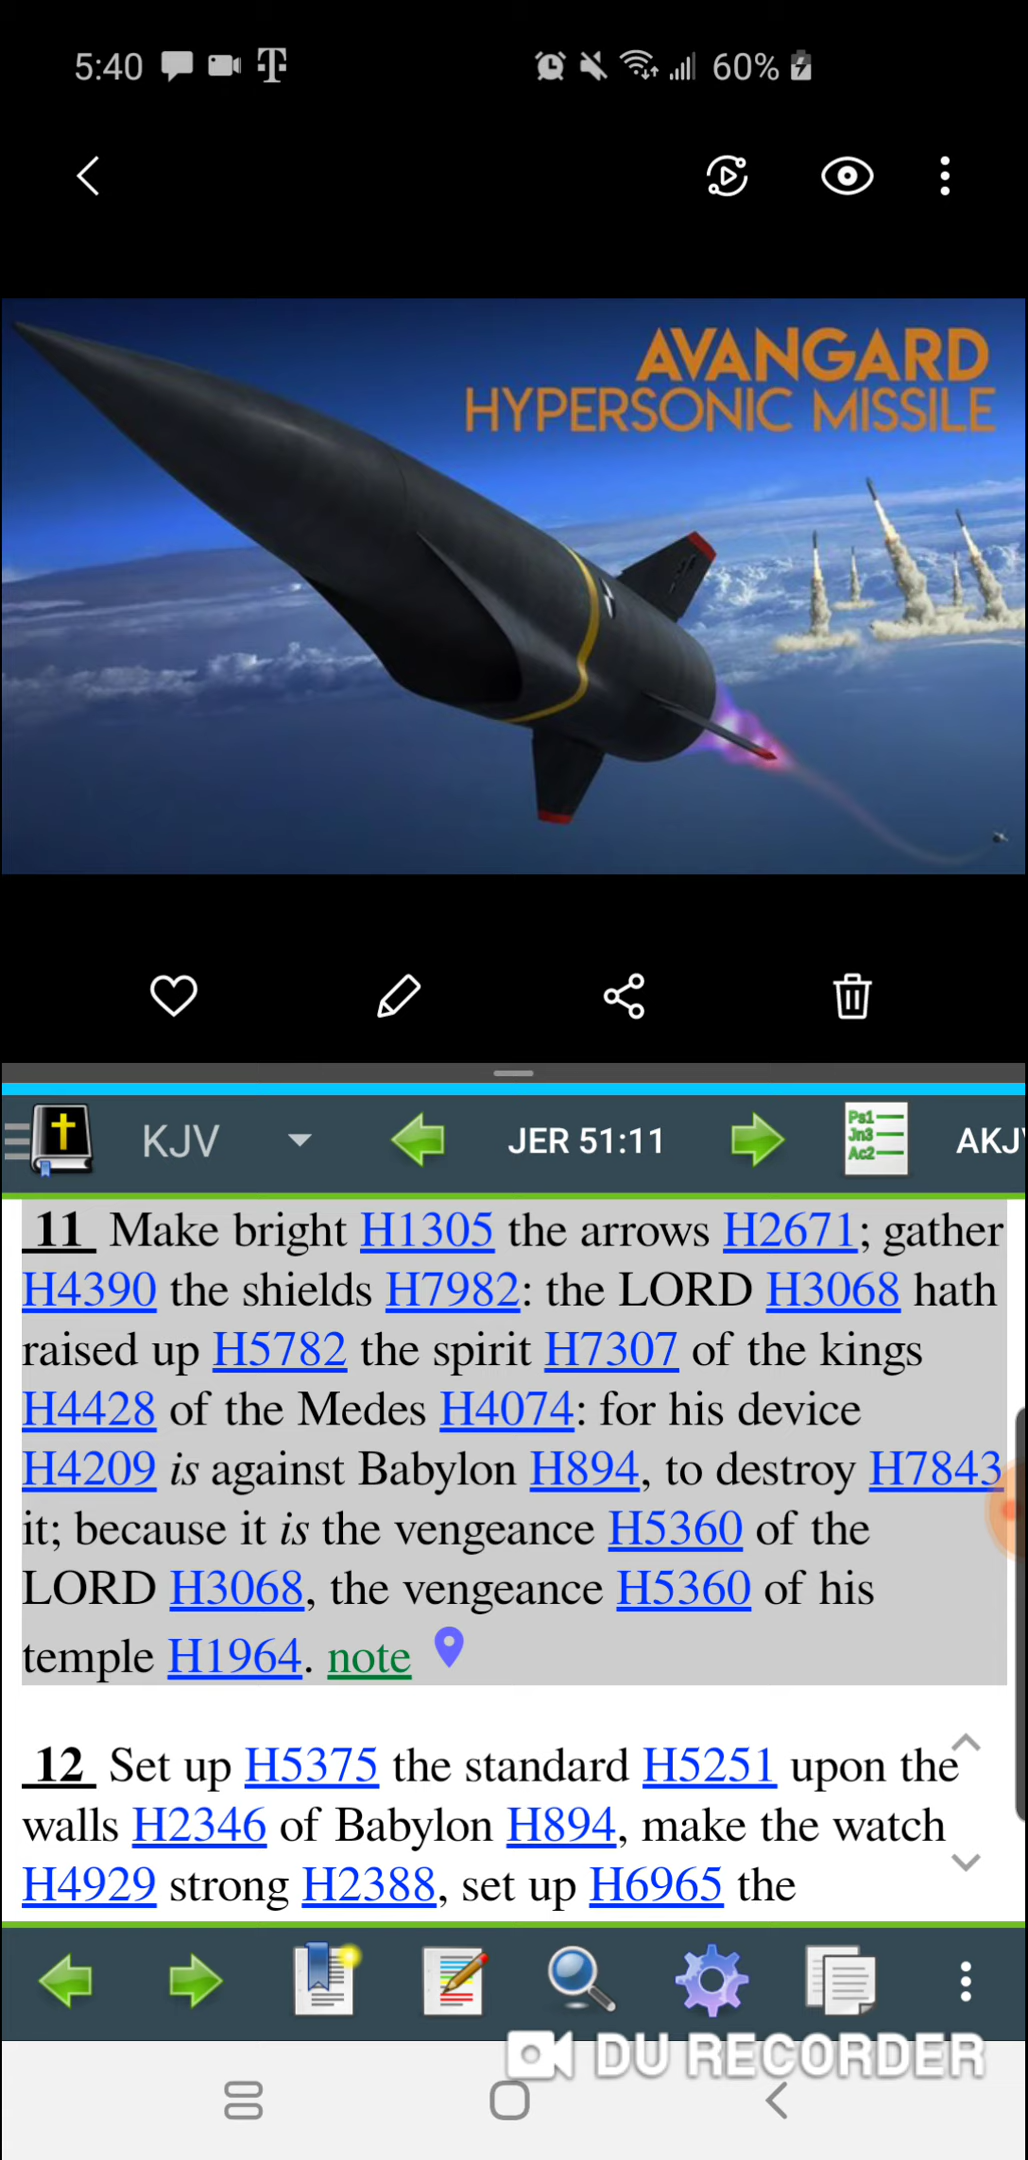 5:40
60%
AVANGARD
HYPERSONIC MISSILE
KJV
JER 51:11
Ps1
Jn3
Ac2
AKJV
11 Make bright H1305 the arrows H2671; gather
H4390 the shields H7982: the LORD H3068 hath
raised up H5782 the spirit H7307 of the kings
H4428 of the Medes H4074: for his device
H4209 is against Babylon H894, to destroy H7843
it; because it is the vengeance H5360 of the
LORD H3068, the vengeance H5360 of his
temple H1964. note
12 Set up H5375 the standard H5251 upon the
walls H2346 of Babylon H894, make the watch
H4929 strong H2388, set up H6965 the
DU RECORDER